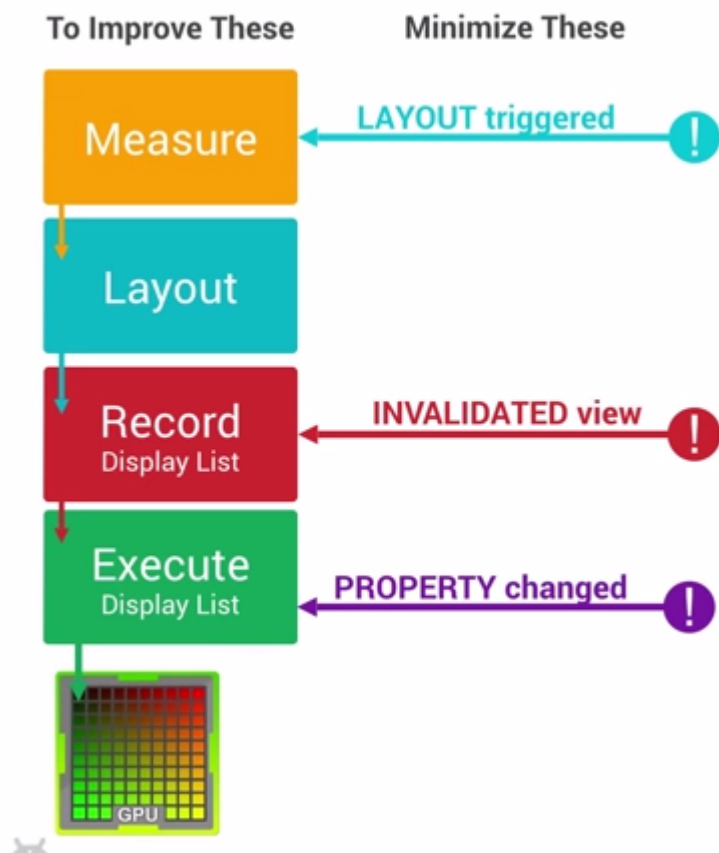 To Improve These
Minimize These
Measure
LAYOUT triggered
!
Layout
Record
Display List
INVALIDATED view
!
Execute
Display List
PROPERTY changed
!
GPU